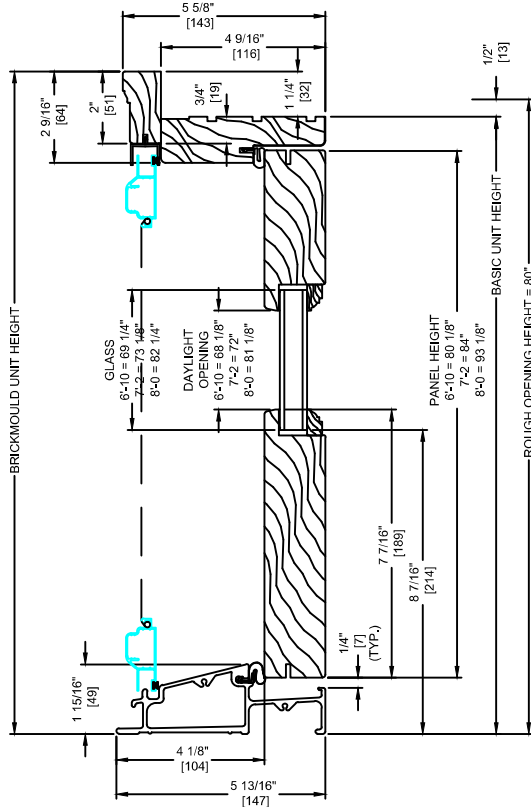 5 5/8"
[143]
4 9/16"
[116]
1/2"
[13]
2 9/16"
[64]
2"
[51]
3/4"
[19]
1 1/4"
[32]
BRICKMOULD UNIT HEIGHT
GLASS
6'-10 = 69 1/4"
7'-2 = 73 1/8"
8'-0 = 82 1/4"
DAYLIGHT
OPENING
6'-10 = 68 1/8"
7'-2 = 72"
8'-0 = 81 1/8"
PANEL HEIGHT
6'-10 = 80 1/8"
7'-2 = 84"
8'-0 = 93 1/8"
BASIC UNIT HEIGHT
ROUGH OPENING HEIGHT = 80"
7 7/16"
[189]
8 7/16"
[214]
1/4"
[7]
(TYP.)
1 15/16"
[49]
4 1/8"
[104]
5 13/16"
[147]